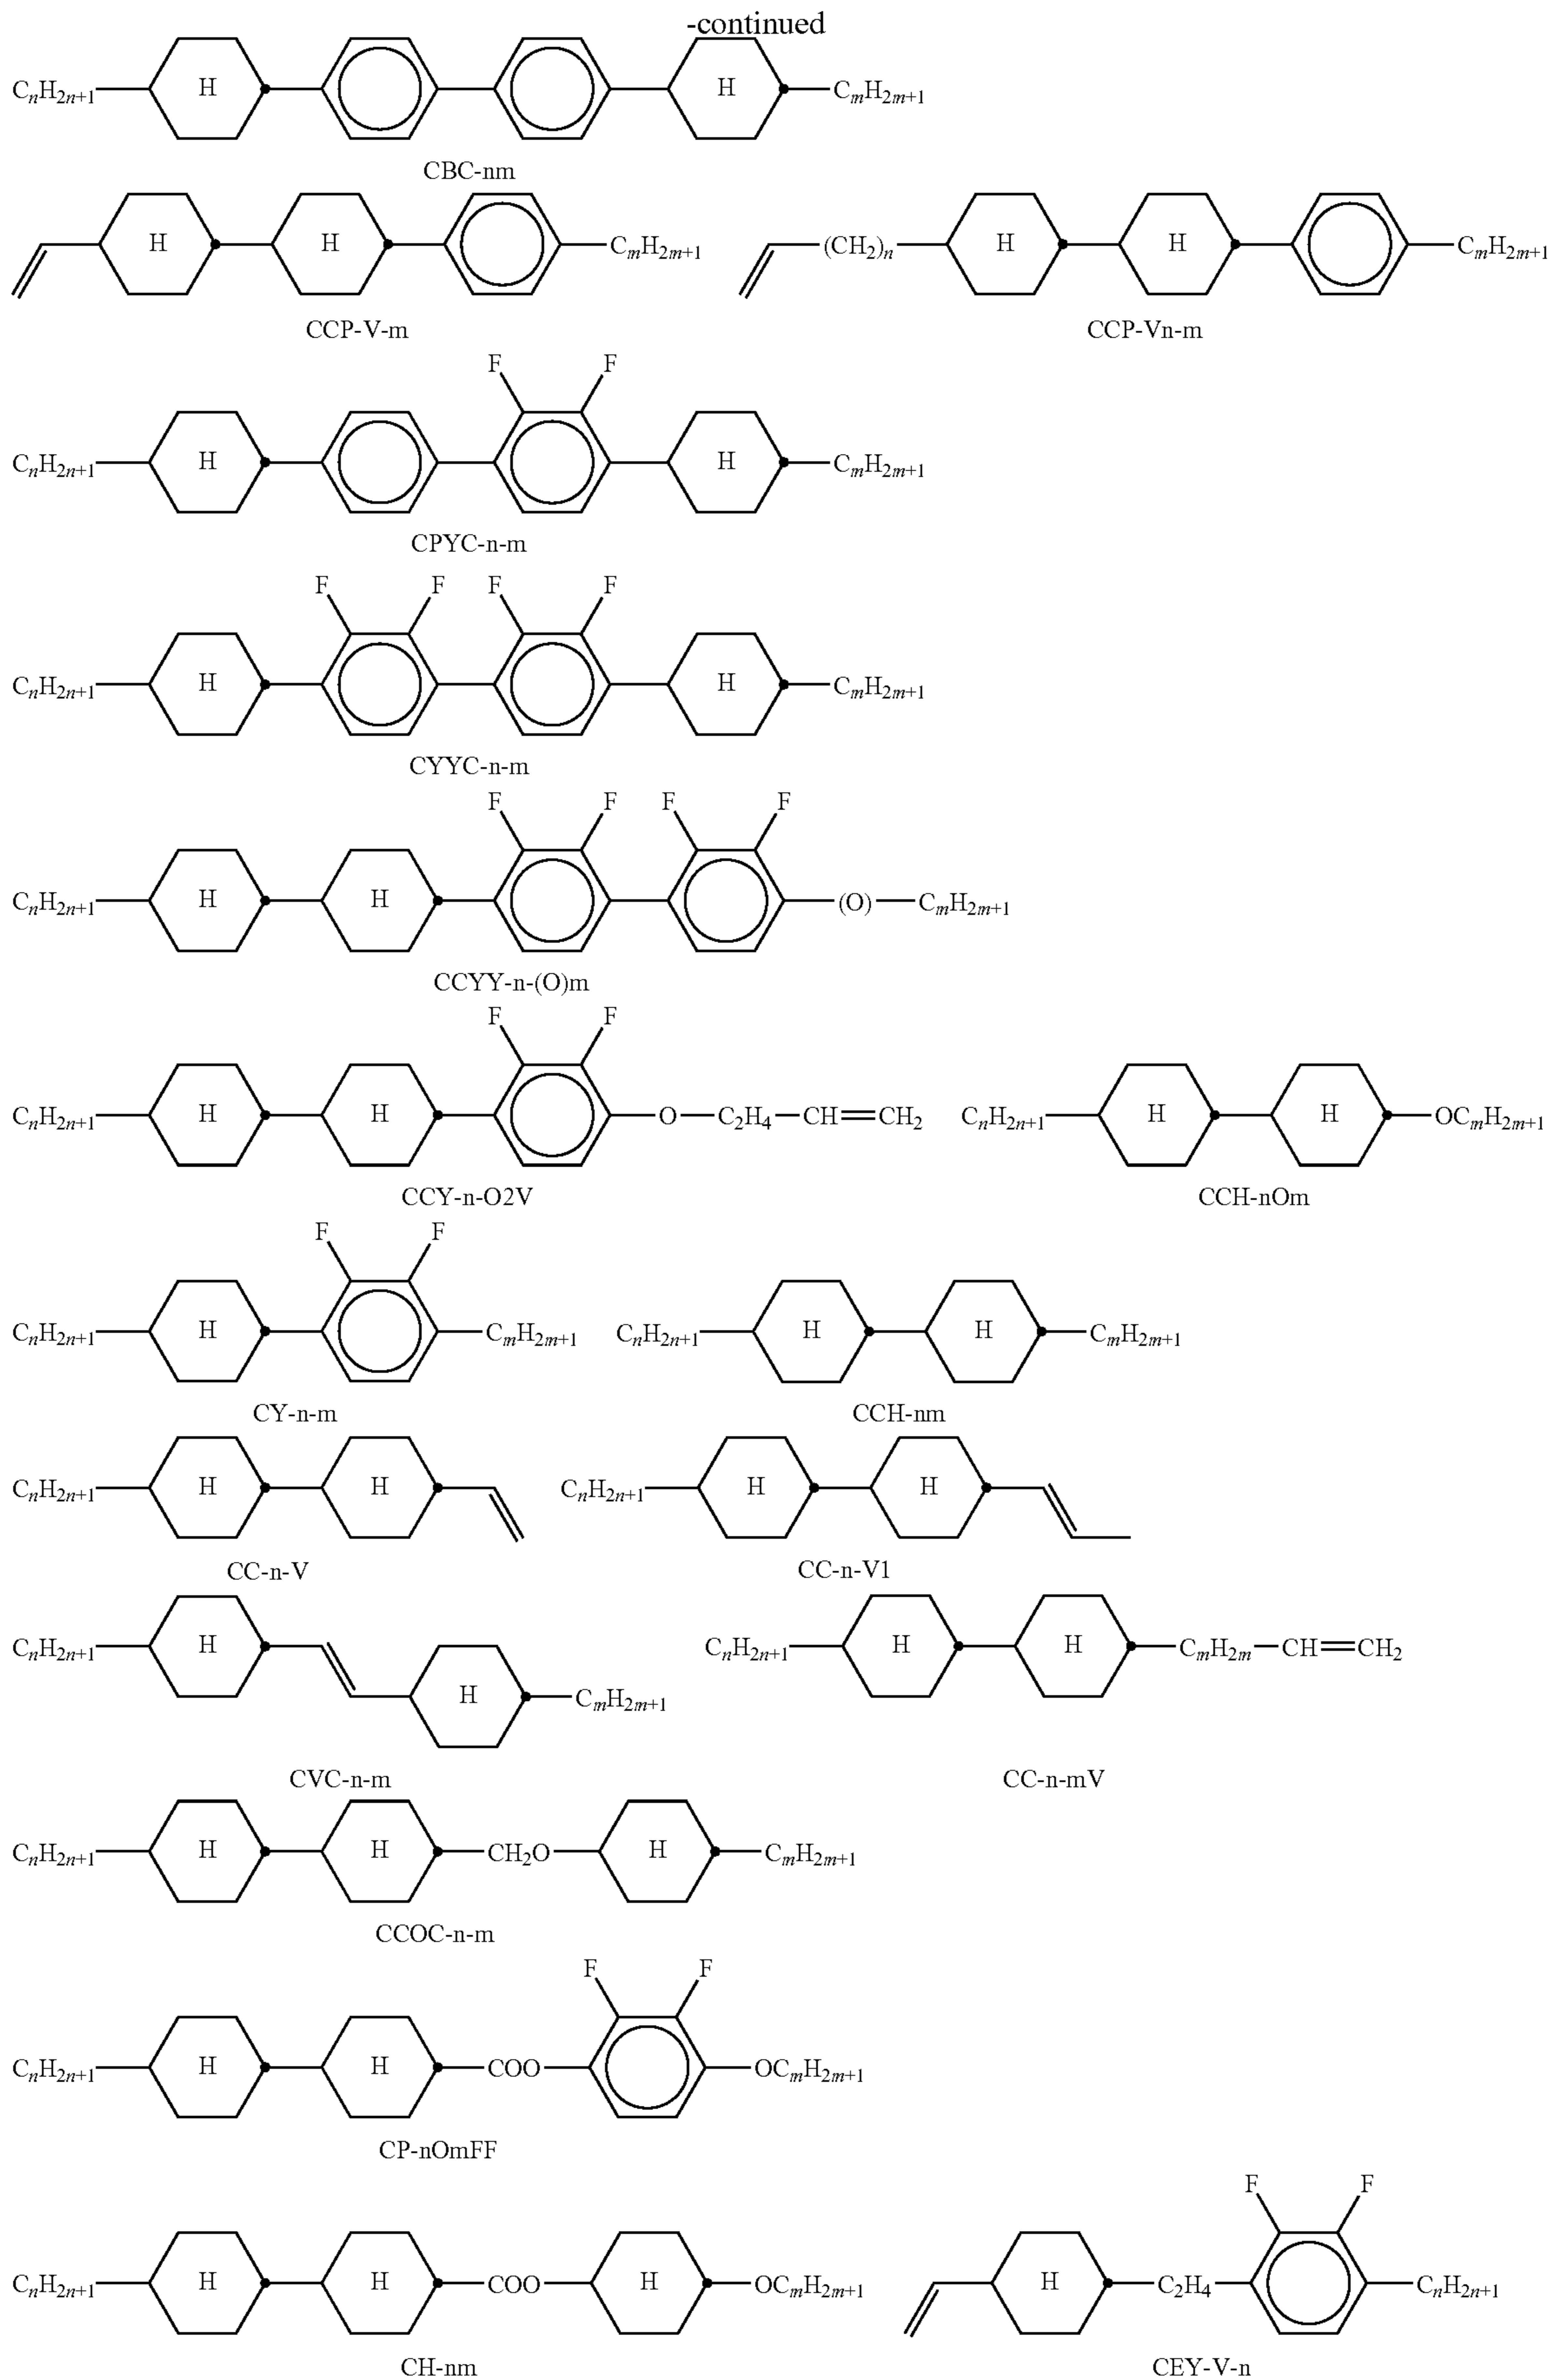 -continued
CₙH₂ₙ₊₁ H H CₘH₂ₘ₊₁
CBC-nm
H H CₘH₂ₘ₊₁ (CH₂)ₙ H H CₘH₂ₘ₊₁
CCP-V-m CCP-Vn-m
F F
CₙH₂ₙ₊₁ H H CₘH₂ₘ₊₁
CPYC-n-m
F F F F
CₙH₂ₙ₊₁ H H CₘH₂ₘ₊₁
CYYC-n-m
F F F F
CₙH₂ₙ₊₁ H H (O) CₘH₂ₘ₊₁
CCYY-n-(O)m
F F
CₙH₂ₙ₊₁ H H O C₂H₄ CH CH₂ CₙH₂ₙ₊₁ H H OCₘH₂ₘ₊₁
CCY-n-O2V CCH-nOm
F F
CₙH₂ₙ₊₁ H CₘH₂ₘ₊₁ CₙH₂ₙ₊₁ H H CₘH₂ₘ₊₁
CY-n-m CCH-nm
CₙH₂ₙ₊₁ H H CₙH₂ₙ₊₁ H H
CC-n-V CC-n-V1
CₙH₂ₙ₊₁ H H CₘH₂ₘ₊₁ CₙH₂ₙ₊₁ H H CₘH₂ₘ CH CH₂
CVC-n-m CC-n-mV
CₙH₂ₙ₊₁ H H CH₂O H CₘH₂ₘ₊₁
CCOC-n-m
F F
CₙH₂ₙ₊₁ H H COO OCₘH₂ₘ₊₁
CP-nOmFF
F F
CₙH₂ₙ₊₁ H H COO H OCₘH₂ₘ₊₁ H C₂H₄ CₙH₂ₙ₊₁
CH-nm CEY-V-n